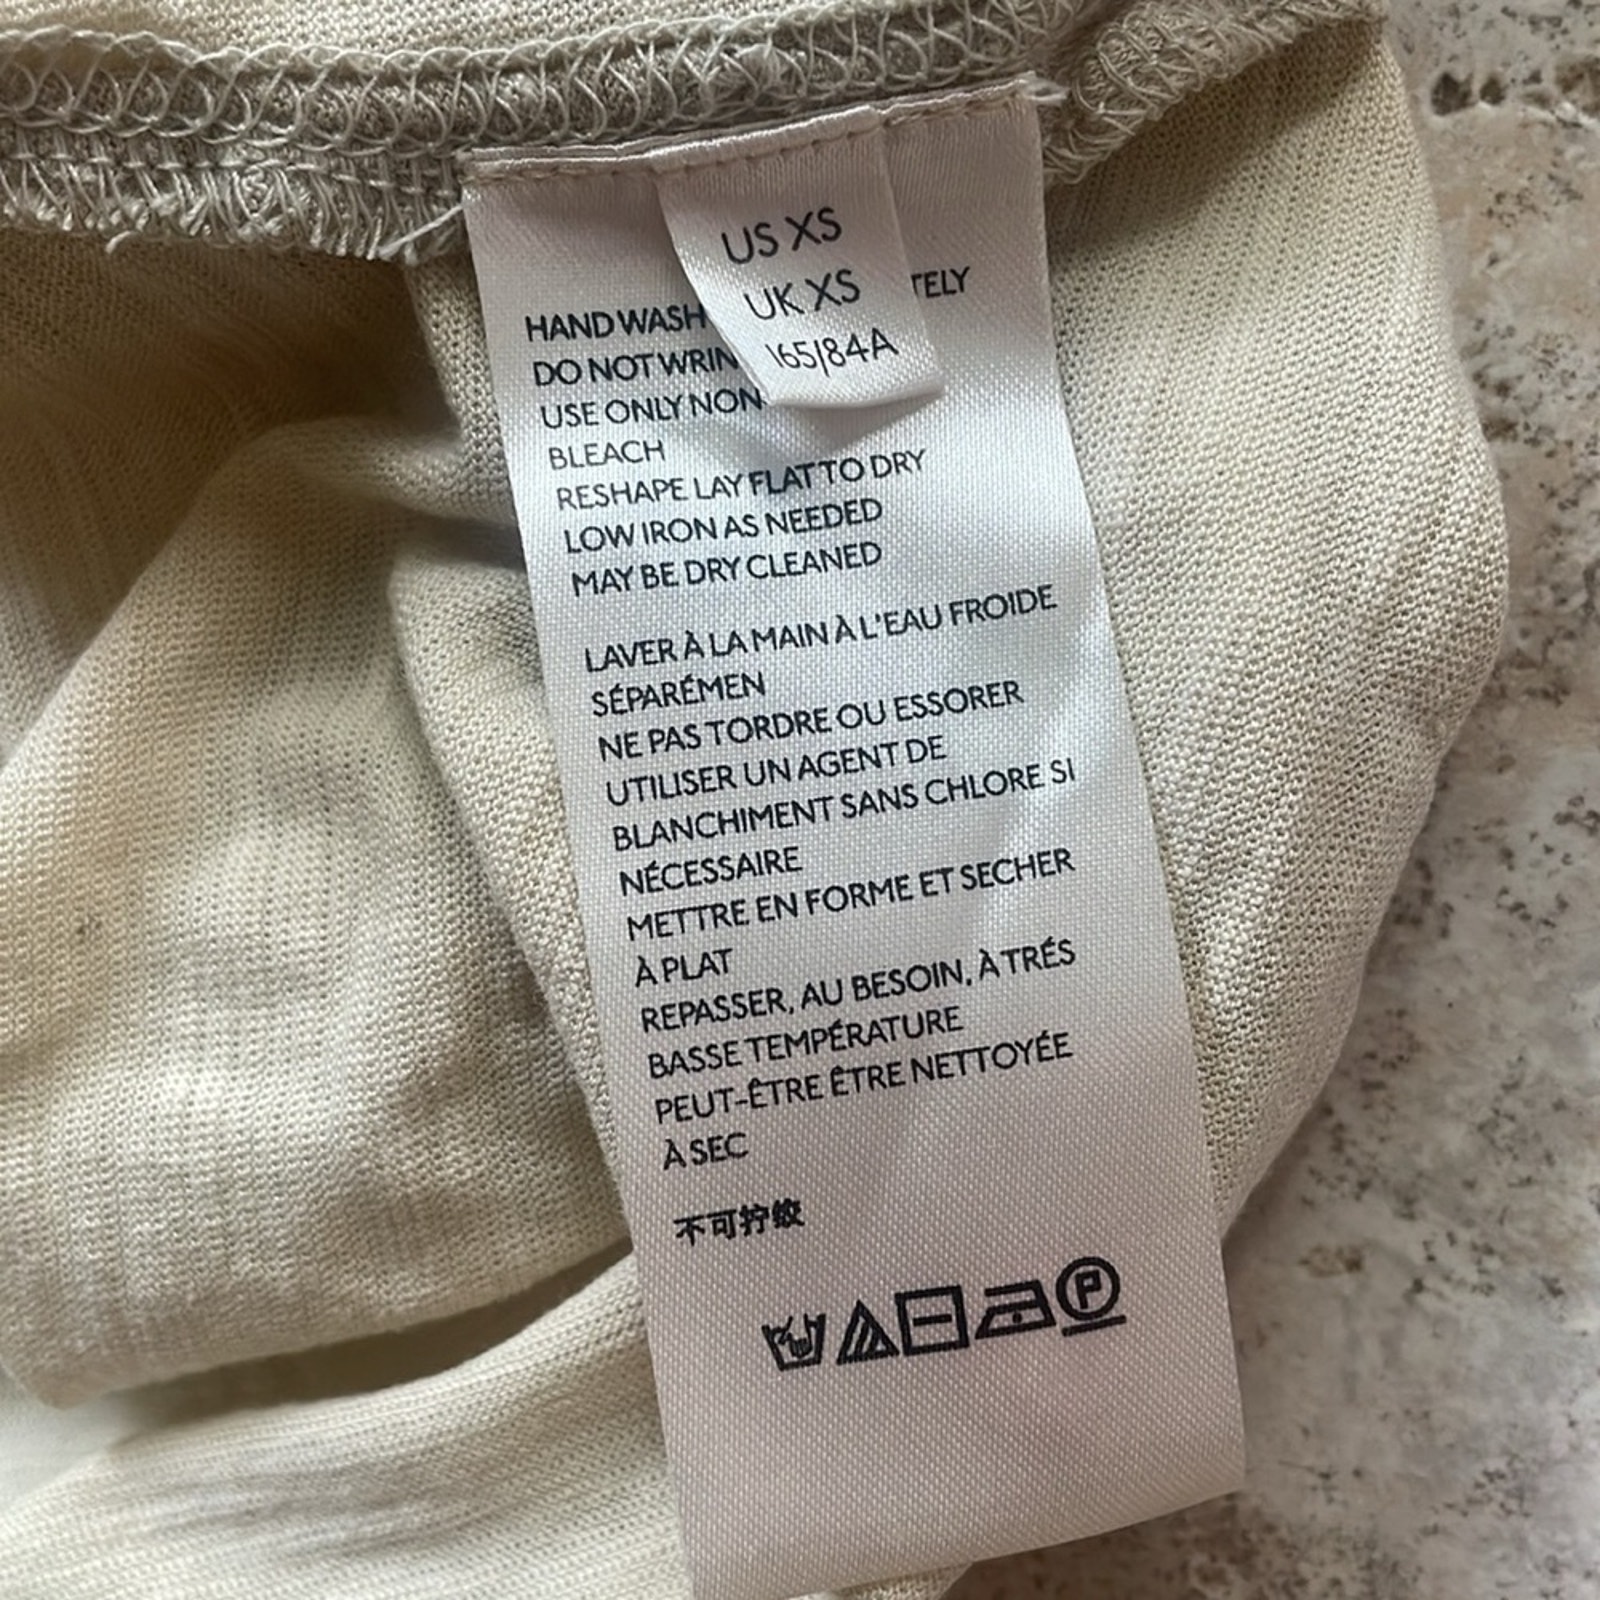 US XS
UK XS
165/84A
HAND WASH TELY
DO NOT WRIN
USE ONLY NON
BLEACH
RESHAPE LAY FLAT TO DRY
LOW IRON AS NEEDED
MAY BE DRY CLEANED
LAVER À LA MAIN À L'EAU FROIDE
SÉPARÉMEN
NE PAS TORDRE OU ESSORER
UTILISER UN AGENT DE
BLANCHIMENT SANS CHLORE SI
NÉCESSAIRE
METTRE EN FORME ET SECHER
À PLAT
REPASSER, AU BESOIN, À TRÉS
BASSE TEMPÉRATURE
PEUT-ÊTRE ÊTRE NETTOYÉE
À SEC
不可拧绞
P